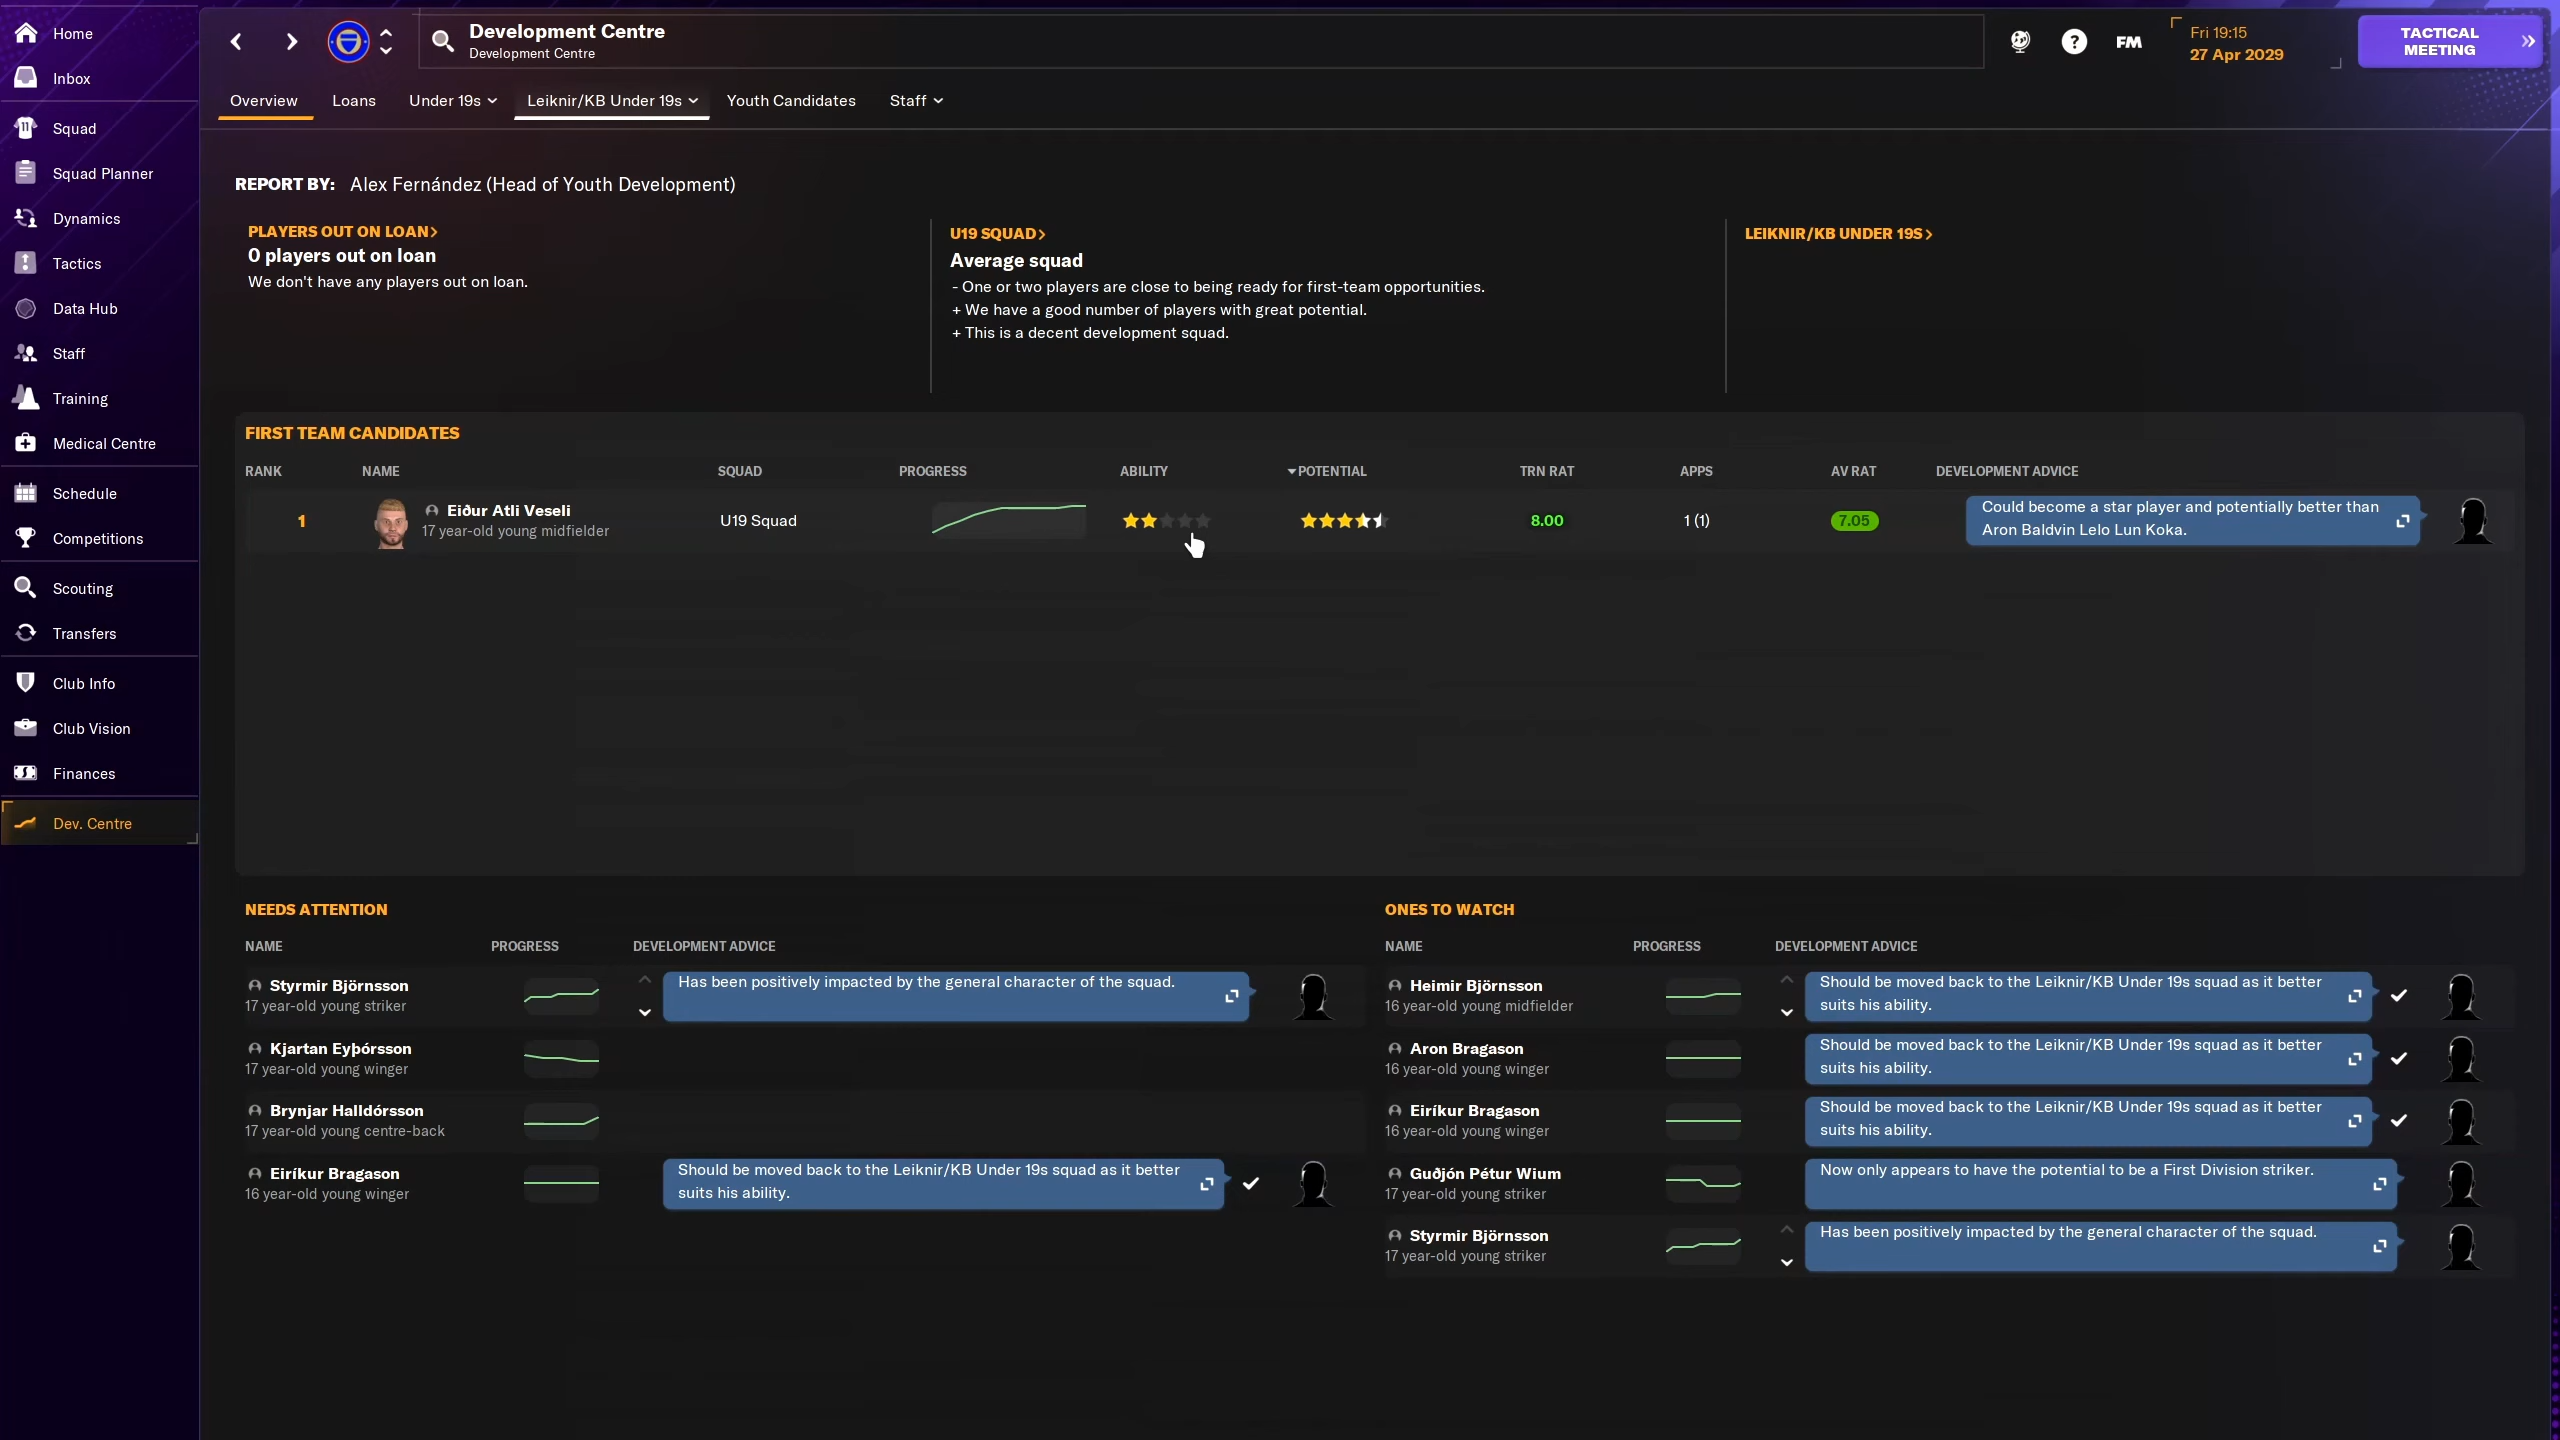 Home
Inbox
Squad
Squad Planner
Dynamics
Tactics
Data Hub
Staff
Training
Medical Centre
Schedule
Competitions
Scouting
Transfers
Club Info
Club Vision
Finances
Dev. Centre
Development Centre
Development Centre
FM
Fri 19:15
27 Apr 2029
TACTICAL
MEETING
Overview
Loans
Under 19s
Leiknir/KB Under 19s
Youth Candidates
Staff
REPORT BY: Alex Fernández (Head of Youth Development)
PLAYERS OUT ON LOAN>
0 players out on loan
We don't have any players out on loan.
U19 SQUAD>
Average squad
- One or two players are close to being ready for first-team opportunities.
+ We have a good number of players with great potential.
+ This is a decent development squad.
LEIKNIR/KB UNDER 19S>
FIRST TEAM CANDIDATES
RANK NAME SQUAD PROGRESS ABILITY POTENTIAL TRN RAT APPS AV RAT DEVELOPMENT ADVICE
1 Eiður Atli Veseli U19 Squad 8.00 1 (1) 7.05
17 year-old young midfielder
Could become a star player and potentially better than
Aron Baldvin Lelo Lun Koka.
NEEDS ATTENTION
NAME PROGRESS DEVELOPMENT ADVICE
Styrmir Björnsson
17 year-old young striker
Has been positively impacted by the general character of the squad.
Kjartan Eyþórsson
17 year-old young winger
Brynjar Halldórsson
17 year-old young centre-back
Eiríkur Bragason
16 year-old young winger
Should be moved back to the Leiknir/KB Under 19s squad as it better
suits his ability.
ONES TO WATCH
NAME PROGRESS DEVELOPMENT ADVICE
Heimir Björnsson
16 year-old young midfielder
Should be moved back to the Leiknir/KB Under 19s squad as it better
suits his ability.
Aron Bragason
16 year-old young winger
Should be moved back to the Leiknir/KB Under 19s squad as it better
suits his ability.
Eiríkur Bragason
16 year-old young winger
Should be moved back to the Leiknir/KB Under 19s squad as it better
suits his ability.
Guðjón Pétur Wium
17 year-old young striker
Now only appears to have the potential to be a First Division striker.
Styrmir Björnsson
17 year-old young striker
Has been positively impacted by the general character of the squad.